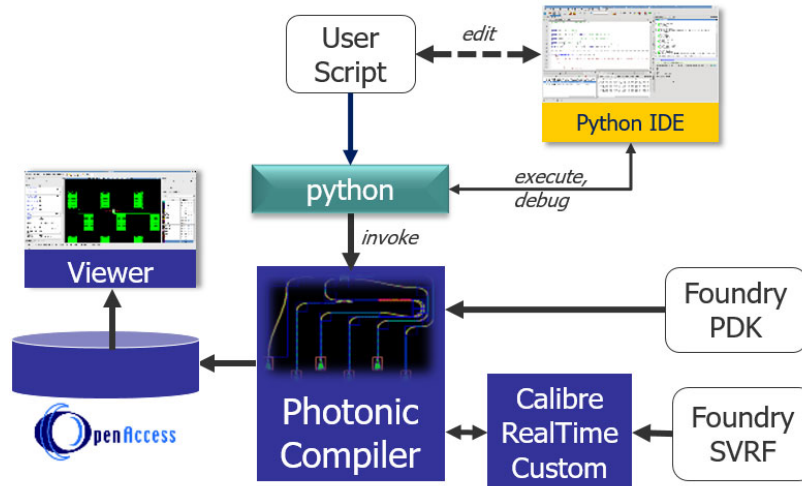 User
Script
edit
Python IDE
python
execute,
debug
invoke
Viewer
Foundry
PDK
Photonic
Compiler
Calibre
RealTime
Custom
Foundry
SVRF
OpenAccess